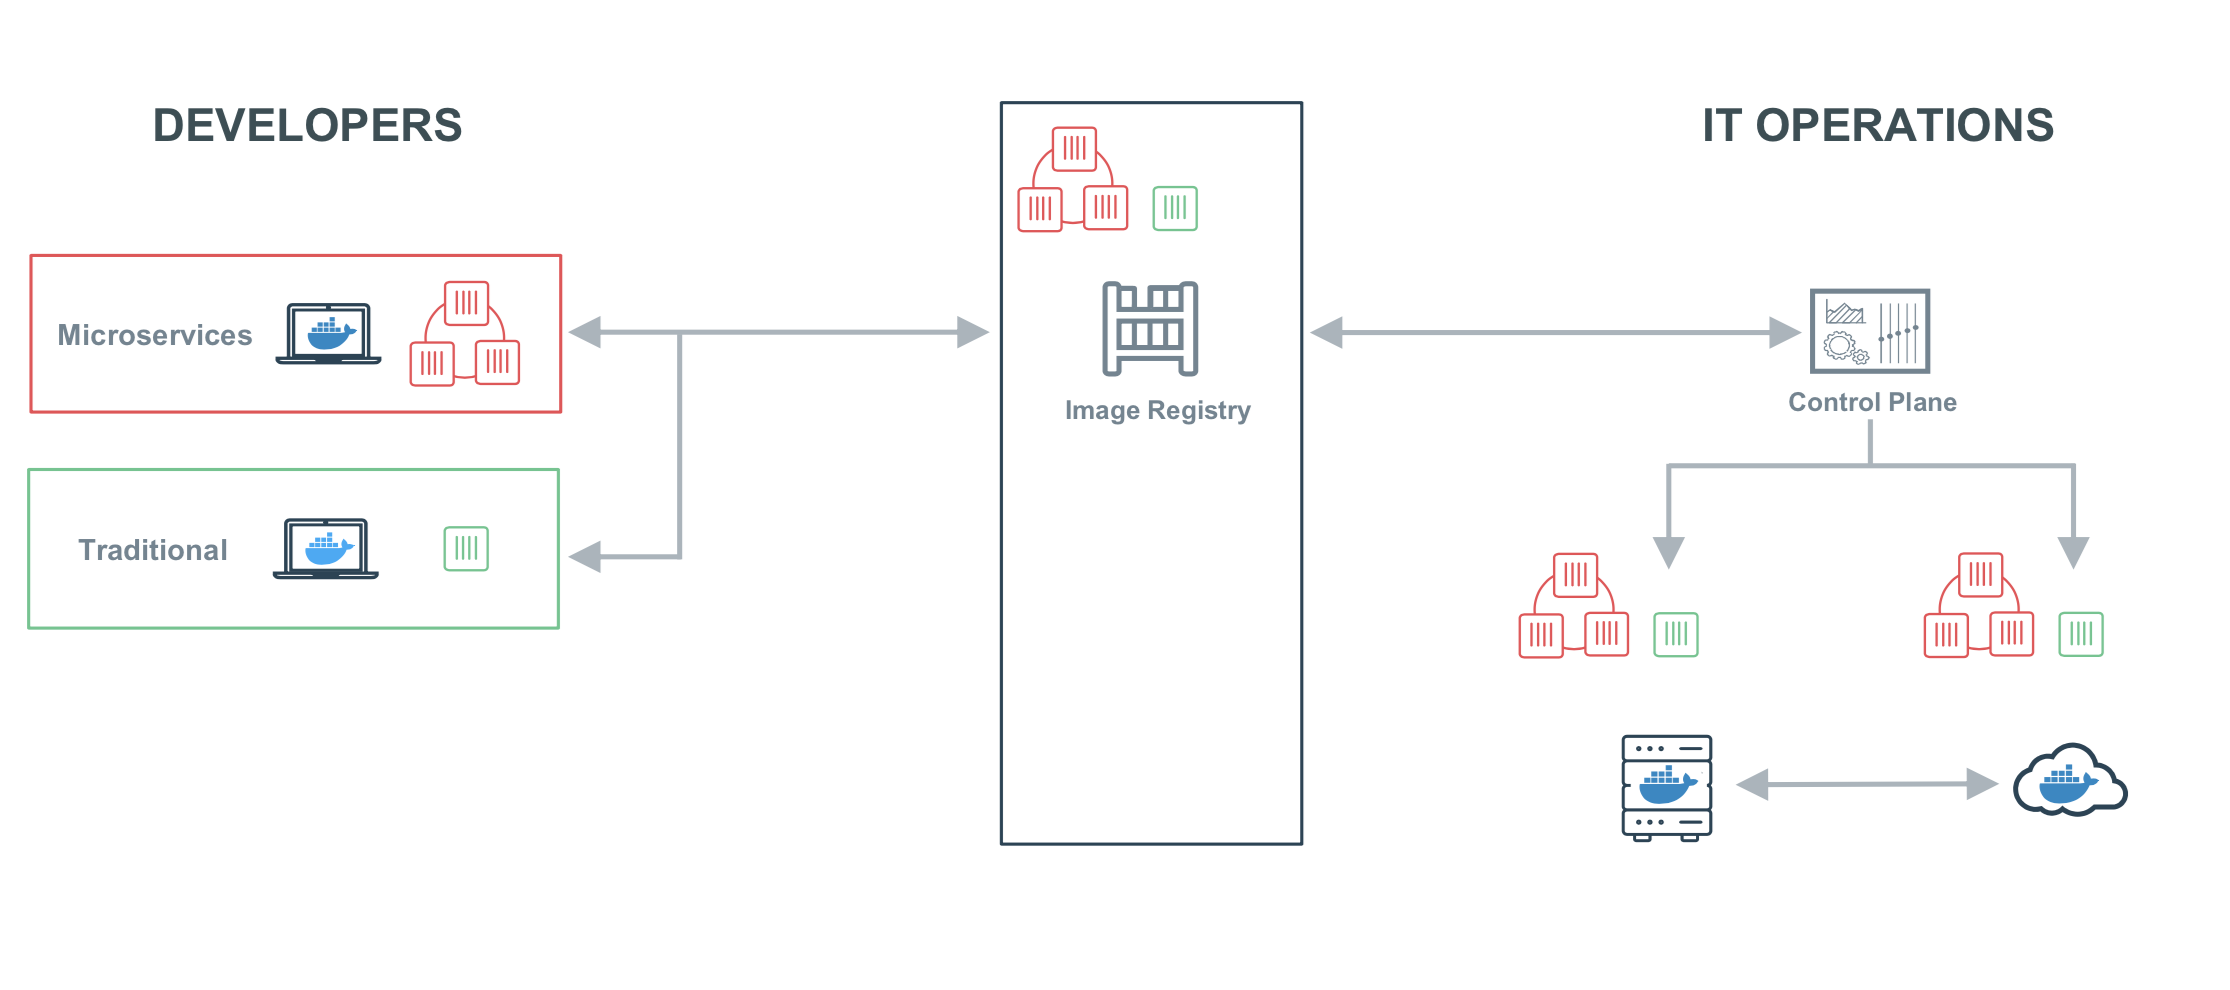 DEVELOPERS
IT OPERATIONS
Microservices
Image Registry
Control Plane
Traditional